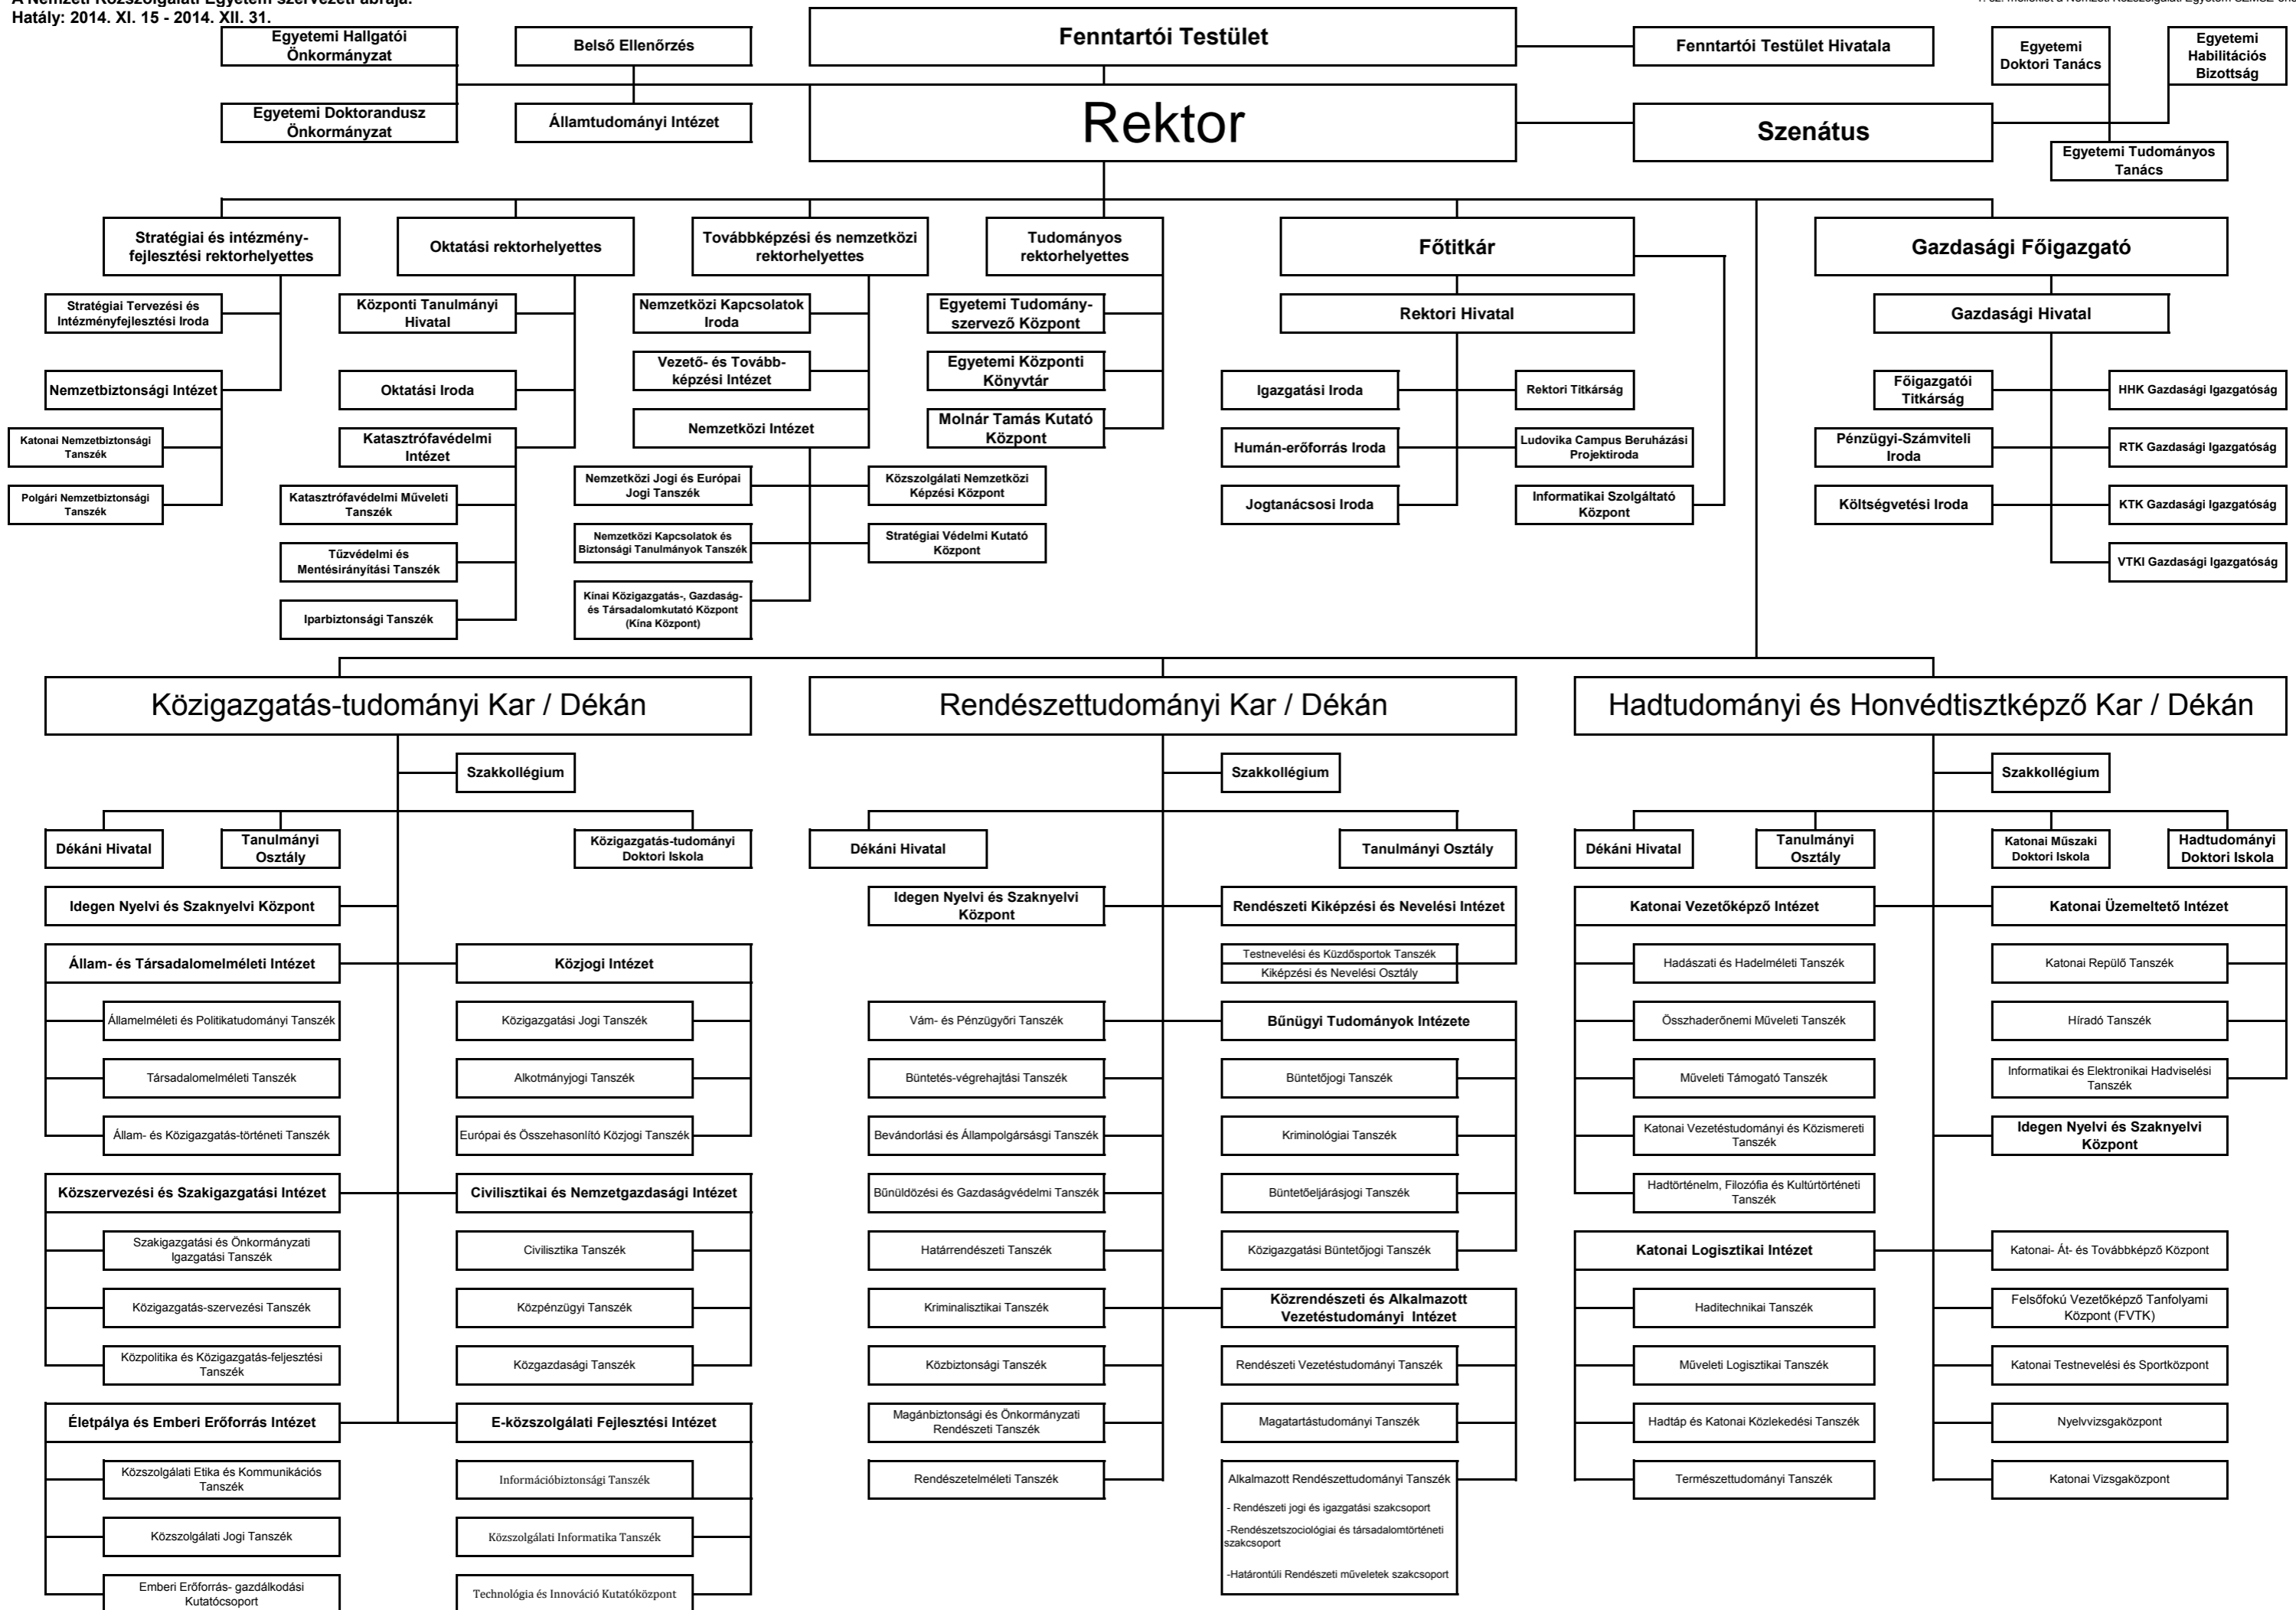 A Nemzeti Közszolgálati Egyetem szervezeti ábrája.
Hatály: 2014. XI. 15 - 2014. XII. 31.
1. sz. melléklet a Nemzeti Közszolgálati Egyetem
Egyetemi Hallgatói
Önkormányzat
Belső Ellenőrzés
Fenntartói Testület
Fenntartói Testület Hivatala
Egyetemi
Doktori Tanács
Egyetemi
Habilitációs
Bizottság
Egyetemi Doktorandusz
Önkormányzat
Államtudományi Intézet
Rektor
Szenátus
Egyetemi Tudományos
Tanács
Stratégiai és intézmény-
fejlesztési rektorhelyettes
Oktatási rektorhelyettes
Továbbképzési és nemzetközi
rektorhelyettes
Tudományos
rektorhelyettes
Főtitkár
Gazdasági Főigazgató
Stratégiai Tervezési és
Intézményfejlesztési Iroda
Központi Tanulmányi
Hivatal
Nemzetközi Kapcsolatok
Iroda
Egyetemi Tudomány-
szervező Központ
Rektori Hivatal
Gazdasági Hivatal
Vezető- és Tovább-
képzési Intézet
Egyetemi Központi
Könyvtár
Nemzetbiztonsági Intézet
Oktatási Iroda
Igazgatási Iroda
Rektori Titkárság
Főigazgatói
Titkárság
HHK Gazdasági Igazgatóság
Nemzetközi Intézet
Molnár Tamás Kutató
Központ
Katonai Nemzetbiztonsági
Tanszék
Katasztrófavédelmi
Intézet
Humán-erőforrás Iroda
Ludovika Campus Beruházási
Projektiroda
Pénzügyi-Számviteli
Iroda
RTK Gazdasági Igazgatóság
Nemzetközi Jogi és Európai
Jogi Tanszék
Közszolgálati Nemzetközi
Képzési Központ
Polgári Nemzetbiztonsági
Tanszék
Katasztrófavédelmi Műveleti
Tanszék
Jogtanácsosi Iroda
Informatikai Szolgáltató
Központ
Költségvetési Iroda
KTK Gazdasági Igazgatóság
Nemzetközi Kapcsolatok és
Biztonsági Tanulmányok Tanszék
Stratégiai Védelmi Kutató
Központ
Tűzvédelmi és
Mentésirányítási Tanszék
VTKI Gazdasági Igazgatóság
Kínai Közigazgatás-, Gazdaság-
és Társadalomkutató Központ
(Kína Központ)
Iparbiztonsági Tanszék
Közigazgatás-tudományi Kar / Dékán
Rendészettudományi Kar / Dékán
Hadtudományi és Honvédtisztképző Kar / Dékán
Szakkollégium
Szakkollégium
Szakkollégium
Dékáni Hivatal
Tanulmányi
Osztály
Közigazgatás-tudományi
Doktori Iskola
Dékáni Hivatal
Tanulmányi Osztály
Dékáni Hivatal
Tanulmányi
Osztály
Katonai Műszaki
Doktori Iskola
Hadtudományi
Doktori Iskola
Idegen Nyelvi és Szaknyelvi Központ
Idegen Nyelvi és Szaknyelvi
Központ
Rendészeti Kiképzési és Nevelési Intézet
Katonai Vezetőképző Intézet
Katonai Üzemeltető Intézet
Állam- és Társadalomelméleti Intézet
Közjogi Intézet
Testnevelési és Küzdősportok Tanszék
Kiképzési és Nevelési Osztály
Hadászati és Hadelméleti Tanszék
Katonai Repülő Tanszék
Államelméleti és Politikatudományi Tanszék
Közigazgatási Jogi Tanszék
Vám- és Pénzügyőri Tanszék
Bűnügyi Tudományok Intézete
Összhaderőnemi Műveleti Tanszék
Híradó Tanszék
Társadalomelméleti Tanszék
Alkotmányjogi Tanszék
Büntetés-végrehajtási Tanszék
Büntetőjogi Tanszék
Műveleti Támogató Tanszék
Informatikai és Elektronikai Hadviselési
Tanszék
Állam- és Közigazgatás-történeti Tanszék
Európai és Összehasonlító Közjogi Tanszék
Bevándorlási és Állampolgársásgi Tanszék
Kriminológiai Tanszék
Katonai Vezetéstudományi és Közismereti
Tanszék
Idegen Nyelvi és Szaknyelvi
Központ
Közszervezési és Szakigazgatási Intézet
Civilisztikai és Nemzetgazdasági Intézet
Bűnüldözési és Gazdaságvédelmi Tanszék
Büntetőeljárásjogi Tanszék
Hadtörténelm, Filozófia és Kultúrtörténeti
Tanszék
Szakigazgatási és Önkormányzati
Igazgatási Tanszék
Civilisztika Tanszék
Határrendészeti Tanszék
Közigazgatási Büntetőjogi Tanszék
Katonai Logisztikai Intézet
Katonai- Át- és Továbbképző Központ
Közigazgatás-szervezési Tanszék
Közpénzügyi Tanszék
Kriminalisztikai Tanszék
Közrendészeti és Alkalmazott
Vezetéstudományi Intézet
Haditechnikai Tanszék
Felsőfokú Vezetőképző Tanfolyami
Központ (FVTK)
Közpolitika és Közigazgatás-feljesztési
Tanszék
Közgazdasági Tanszék
Közbiztonsági Tanszék
Rendészeti Vezetéstudományi Tanszék
Műveleti Logisztikai Tanszék
Katonai Testnevelési és Sportközpont
Életpálya és Emberi Erőforrás Intézet
E-közszolgálati Fejlesztési Intézet
Magánbiztonsági és Önkormányzati
Rendészeti Tanszék
Magatartástudományi Tanszék
Hadtáp és Katonai Közlekedési Tanszék
Nyelvvizsgaközpont
Közszolgálati Etika és Kommunikációs
Tanszék
Információbiztonsági Tanszék
Rendészetelméleti Tanszék
Alkalmazott Rendészettudományi Tanszék
- Rendészeti jogi és igazgatási szakcsoport
-Rendészetszociológiai és társadalomtörténeti
szakcsoport
-Határontúli Rendészeti műveletek szakcsoport
Természettudományi Tanszék
Katonai Vizsgaközpont
Közszolgálati Jogi Tanszék
Közszolgálati Informatika Tanszék
Emberi Erőforrás- gazdálkodási
Kutatócsoport
Technológia és Innováció Kutatóközpont